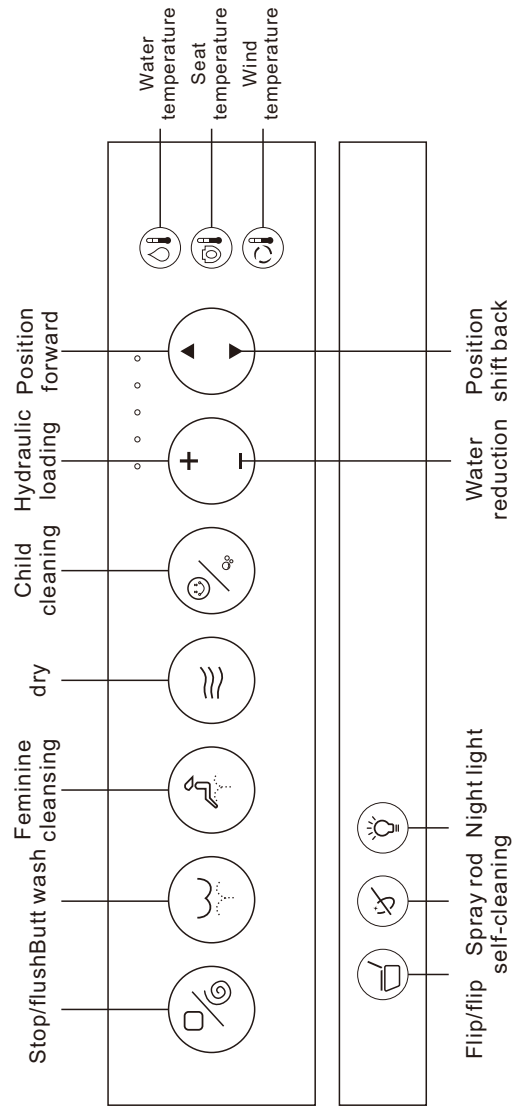 Stop/flush
Butt wash
Feminine
cleansing
dry
Child
cleaning
Hydraulic
loading
Position
forward
Water
temperature
Seat
temperature
Wind
temperature
+
-
Water
reduction
Position
shift back
Flip/flip
Spray rod
self-cleaning
Night light